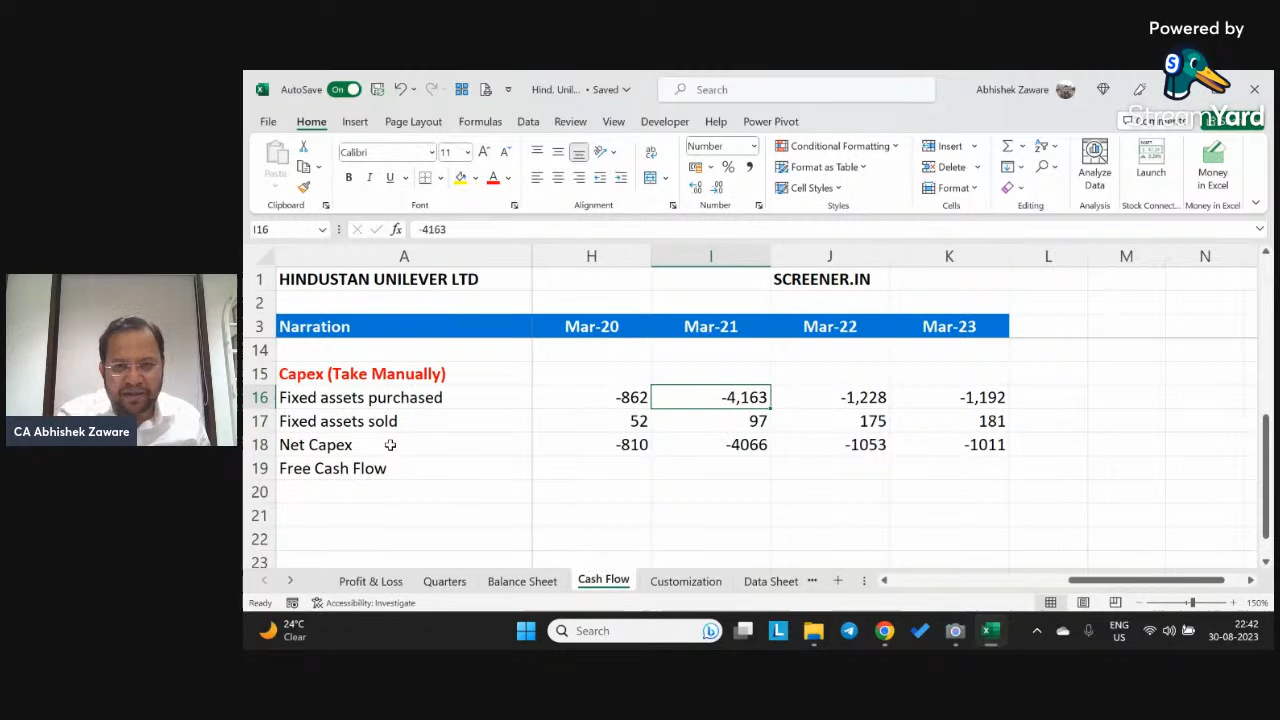 Powered by
StreamYard
AutoSave On Hind. Unil... • Saved Search Abhishek Zaware
File Home Insert Page Layout Formulas Data Review View Developer Help Power Pivot Comments
Paste Calibri 11 Number Conditional Formatting Insert
Format as Table Delete Analyze Data Launch Money in Excel
Cell Styles Format
Clipboard Font Alignment Number Styles Cells Editing Analysis Stock Connect... Money in Excel
I16 fx -4163
A H I J K L M N
1 HINDUSTAN UNILEVER LTD SCREENER.IN
2
3 Narration Mar-20 Mar-21 Mar-22 Mar-23
14
15 Capex (Take Manually)
16 Fixed assets purchased -862 -4,163 -1,228 -1,192
17 Fixed assets sold 52 97 175 181
18 Net Capex -810 -4066 -1053 -1011
19 Free Cash Flow
20
21
22
23
CA Abhishek Zaware
Profit & Loss Quarters Balance Sheet Cash Flow Customization Data Sheet ...
Ready Accessibility: Investigate 150%
24°C
Clear
Search
ENG
US
22:42
30-08-2023